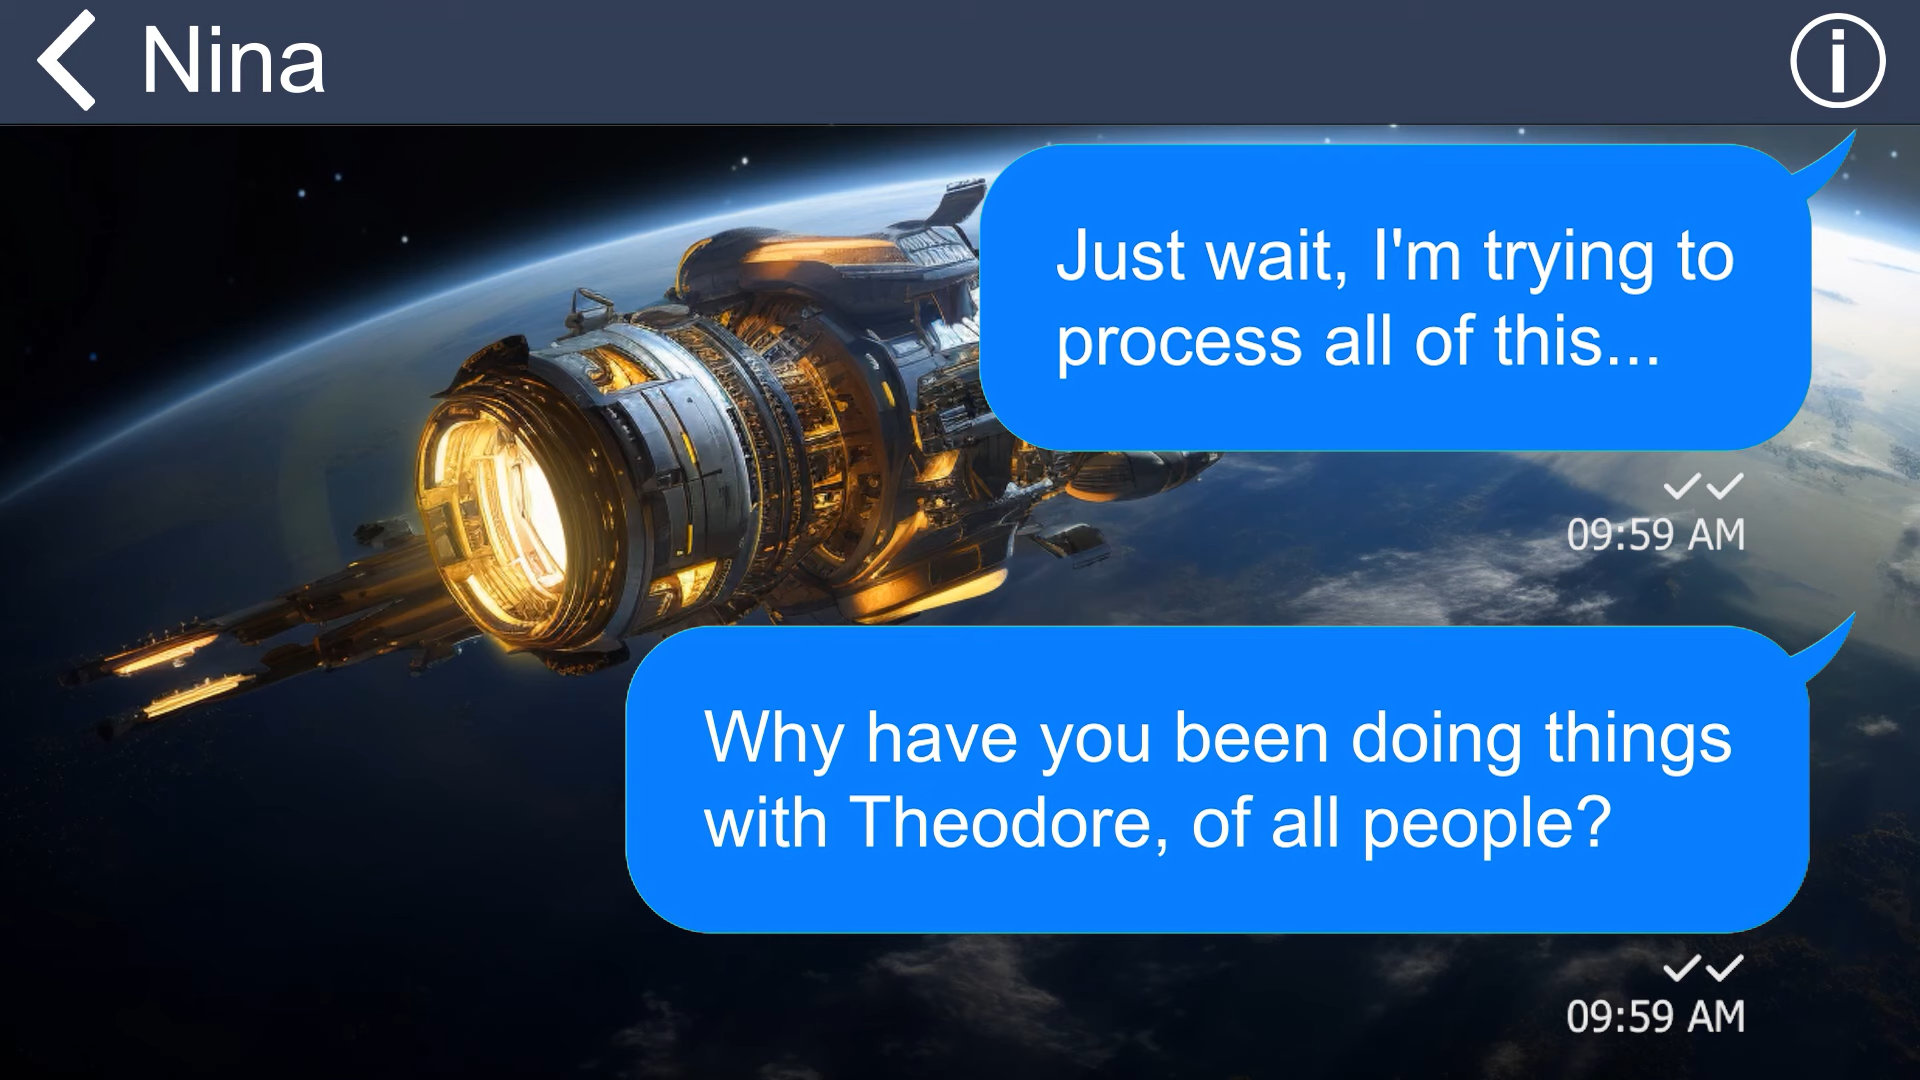 Nina
Just wait, I'm trying to
process all of this...
09:59 AM
Why have you been doing things
with Theodore, of all people?
09:59 AM